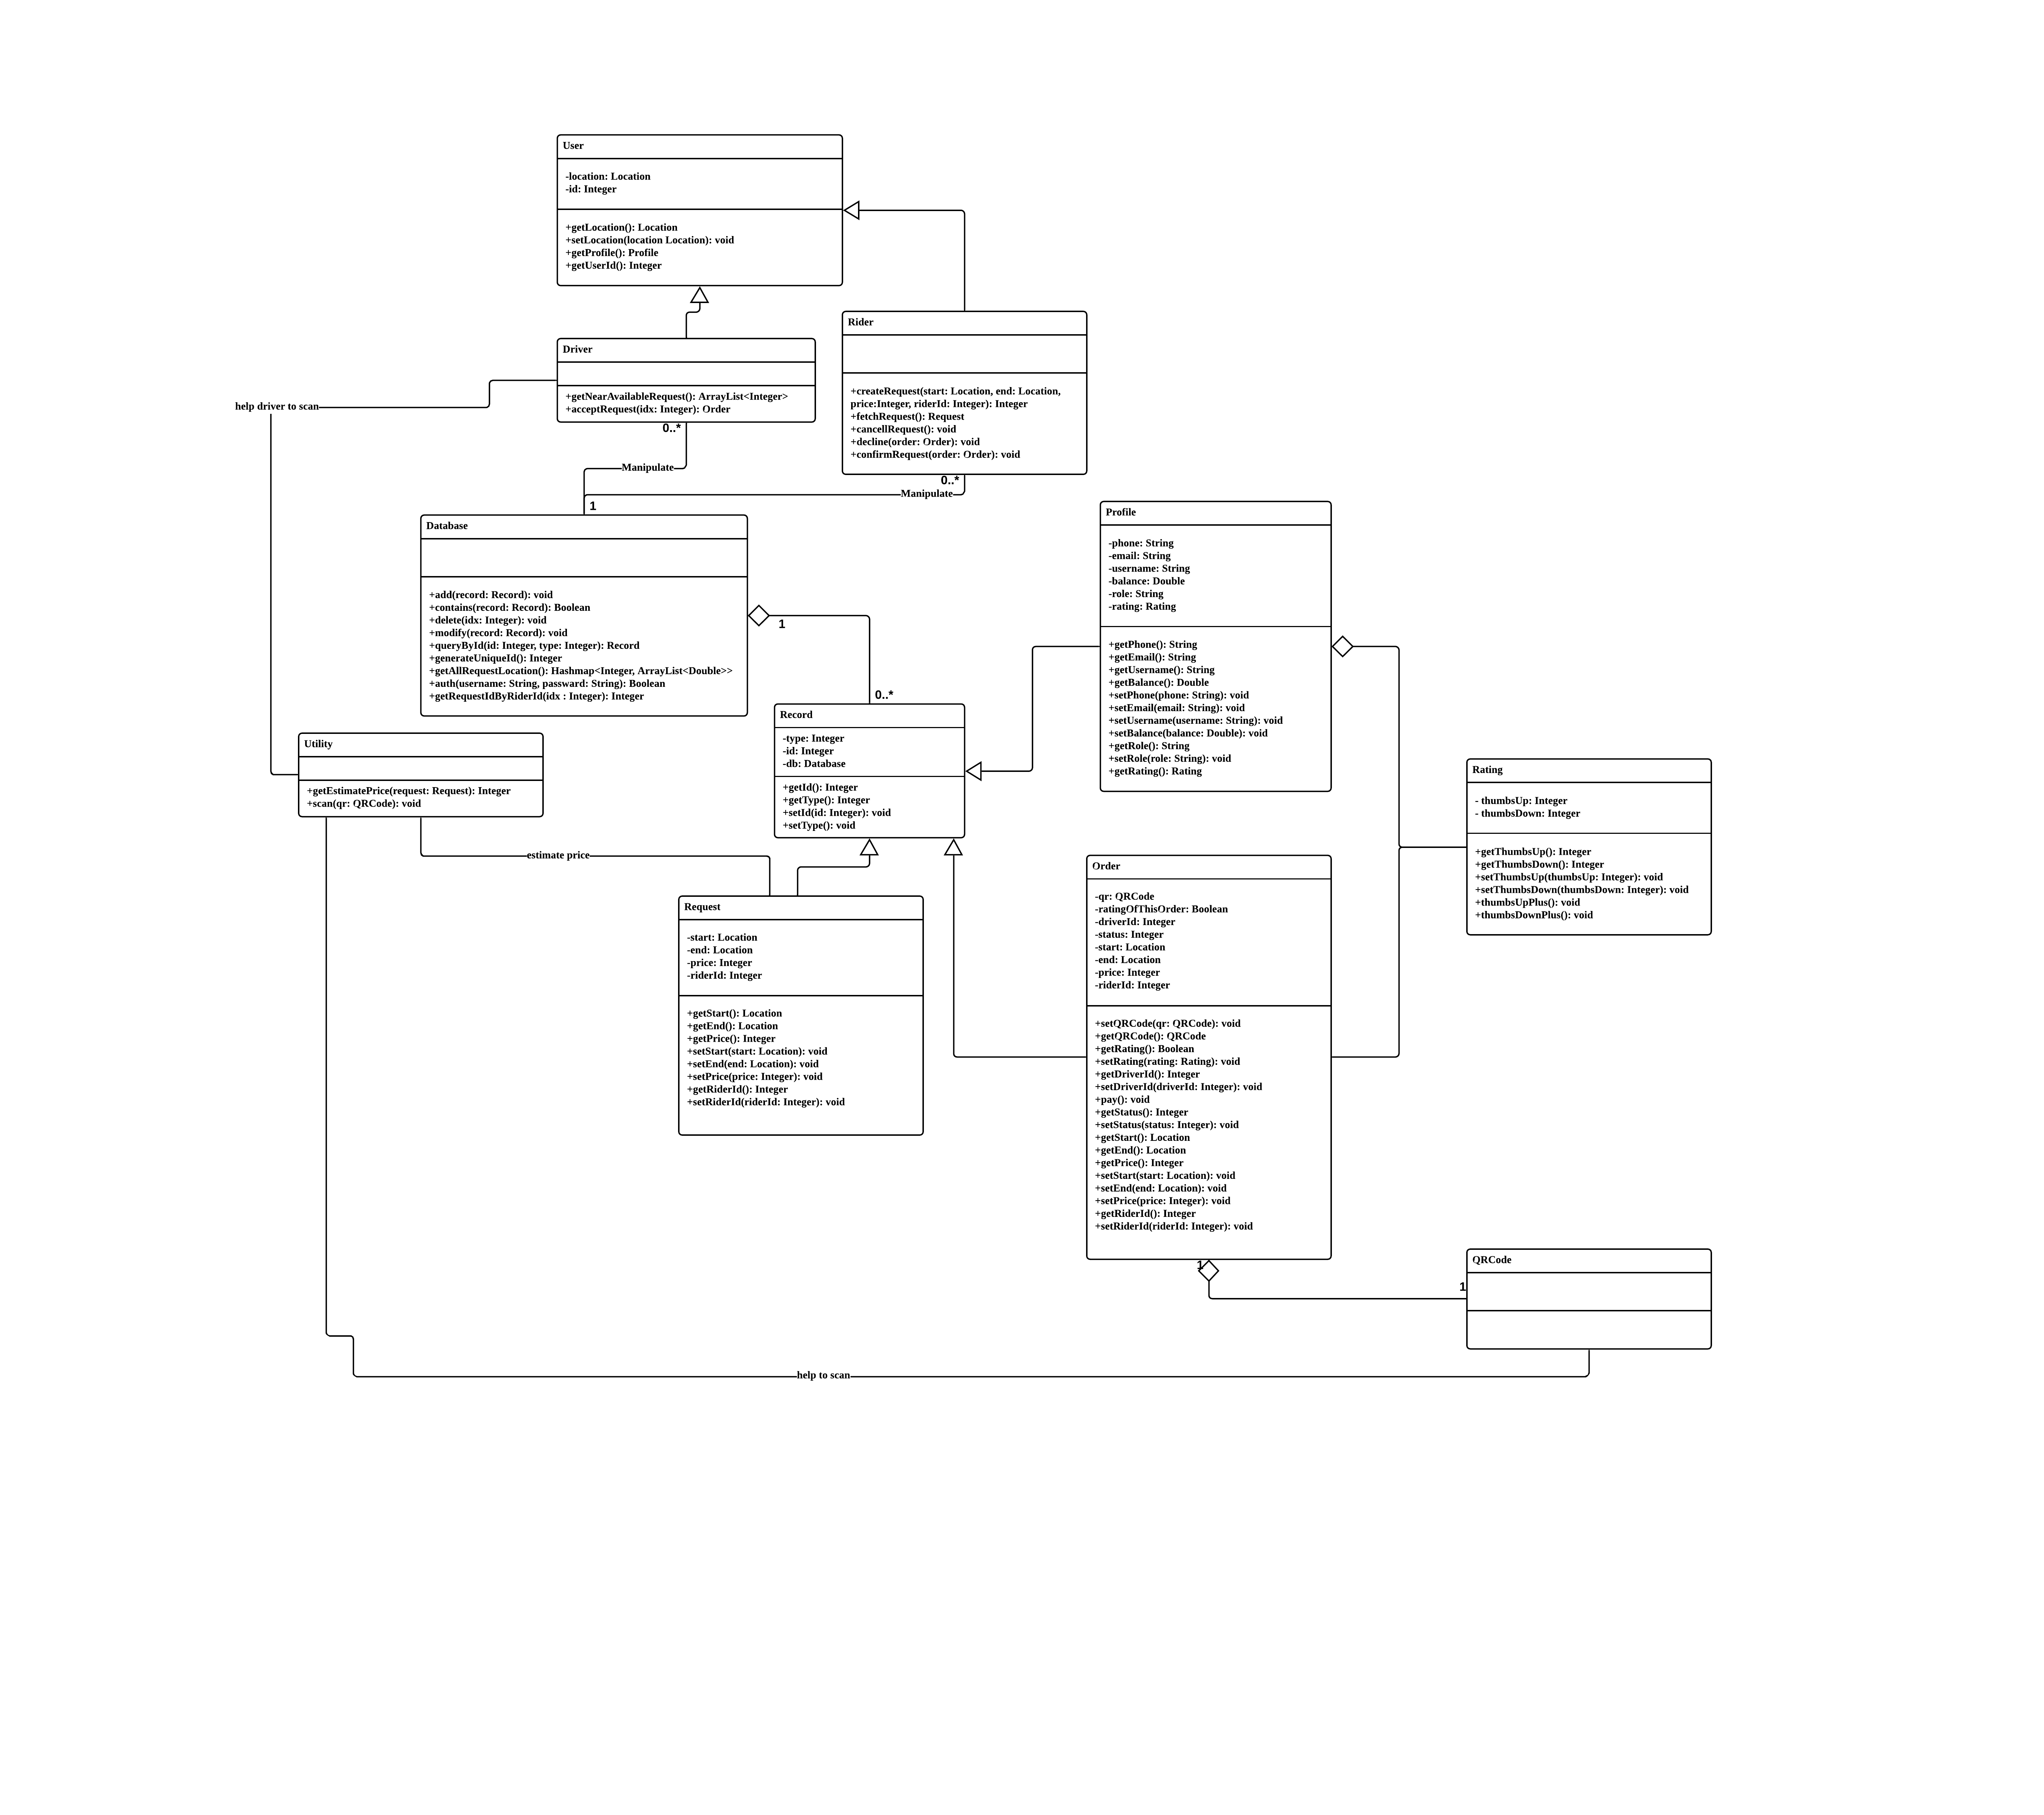 User
-location: Location
-id: Integer
+getLocation(): Location
+setLocation(location Location): void
+getProfile(): Profile
+getUserId(): Integer
Driver
+getNearAvailableRequest(): ArrayList<Integer>
+acceptRequest(idx: Integer): Order
Rider
+createRequest(start: Location, end: Location,
price:Integer, riderId: Integer): Integer
+fetchRequest(): Request
+cancellRequest(): void
+decline(order: Order): void
+confirmRequest(order: Order): void
help driver to scan
0..*
Manipulate
0..*
Manipulate
1
Database
+add(record: Record): void
+contains(record: Record): Boolean
+delete(idx: Integer): void
+modify(record: Record): void
+queryById(id: Integer, type: Integer): Record
+generateUniqueId(): Integer
+getAllRequestLocation(): Hashmap<Integer, ArrayList<Double>>
+auth(username: String, passward: String): Boolean
+getRequestIdByRiderId(idx : Integer): Integer
1
0..*
Profile
-phone: String
-email: String
-username: String
-balance: Double
-role: String
-rating: Rating
+getPhone(): String
+getEmail(): String
+getUsername(): String
+getBalance(): Double
+setPhone(phone: String): void
+setEmail(email: String): void
+setUsername(username: String): void
+setBalance(balance: Double): void
+getRole(): String
+setRole(role: String): void
+getRating(): Rating
Record
-type: Integer
-id: Integer
-db: Database
+getId(): Integer
+getType(): Integer
+setId(id: Integer): void
+setType(): void
Utility
+getEstimatePrice(request: Request): Integer
+scan(qr: QRCode): void
estimate price
Rating
- thumbsUp: Integer
- thumbsDown: Integer
+getThumbsUp(): Integer
+getThumbsDown(): Integer
+setThumbsUp(thumbsUp: Integer): void
+setThumbsDown(thumbsDown: Integer): void
+thumbsUpPlus(): void
+thumbsDownPlus(): void
Request
-start: Location
-end: Location
-price: Integer
-riderId: Integer
+getStart(): Location
+getEnd(): Location
+getPrice(): Integer
+setStart(start: Location): void
+setEnd(end: Location): void
+setPrice(price: Integer): void
+getRiderId(): Integer
+setRiderId(riderId: Integer): void
Order
-qr: QRCode
-ratingOfThisOrder: Boolean
-driverId: Integer
-status: Integer
-start: Location
-end: Location
-price: Integer
-riderId: Integer
+setQRCode(qr: QRCode): void
+getQRCode(): QRCode
+getRating(): Boolean
+setRating(rating: Rating): void
+getDriverId(): Integer
+setDriverId(driverId: Integer): void
+pay(): void
+getStatus(): Integer
+setStatus(status: Integer): void
+getStart(): Location
+getEnd(): Location
+getPrice(): Integer
+setStart(start: Location): void
+setEnd(end: Location): void
+setPrice(price: Integer): void
+getRiderId(): Integer
+setRiderId(riderId: Integer): void
1
1
QRCode
help to scan